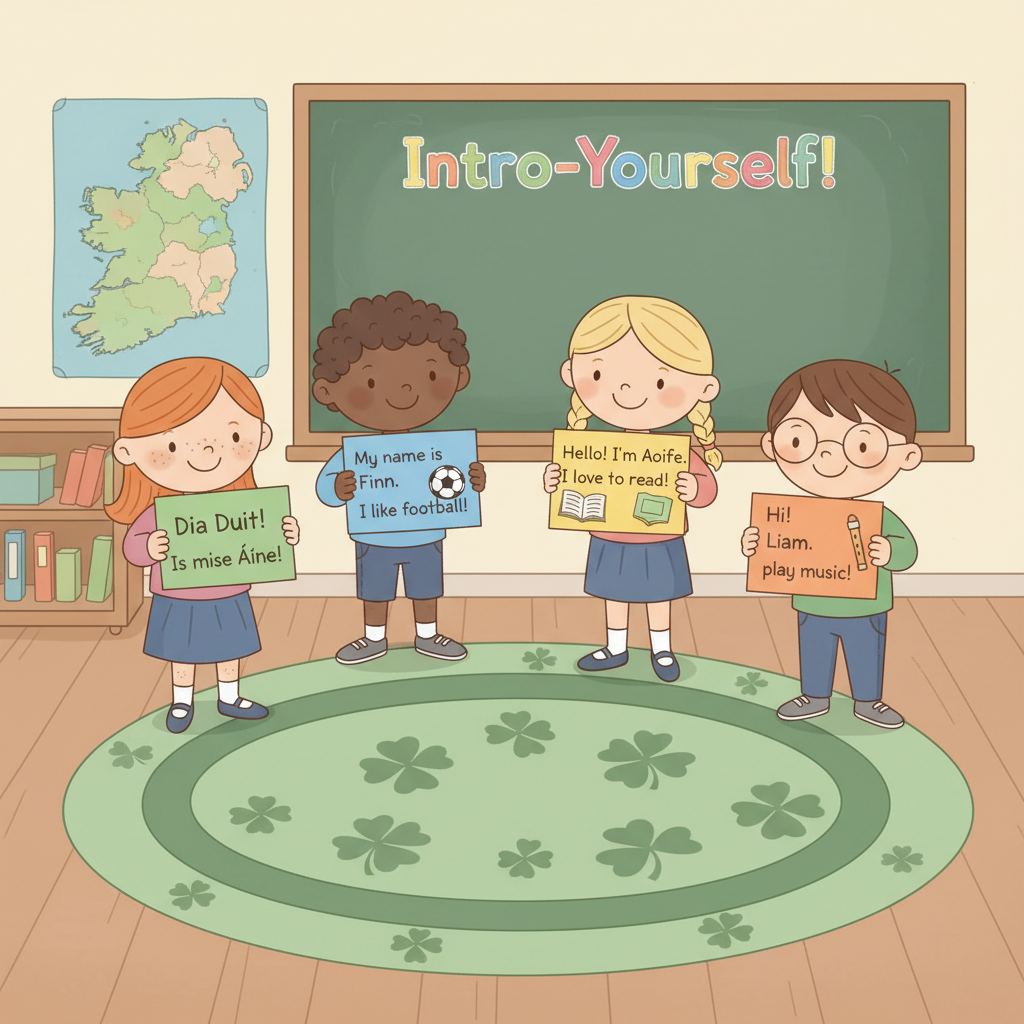 Intro-Yourself!
Dia Duit!
Is mise Áine!
My name is
Finn.
I like football!
Hello! I'm Aoife.
I love to read!
Hi!
Liam.
play music!